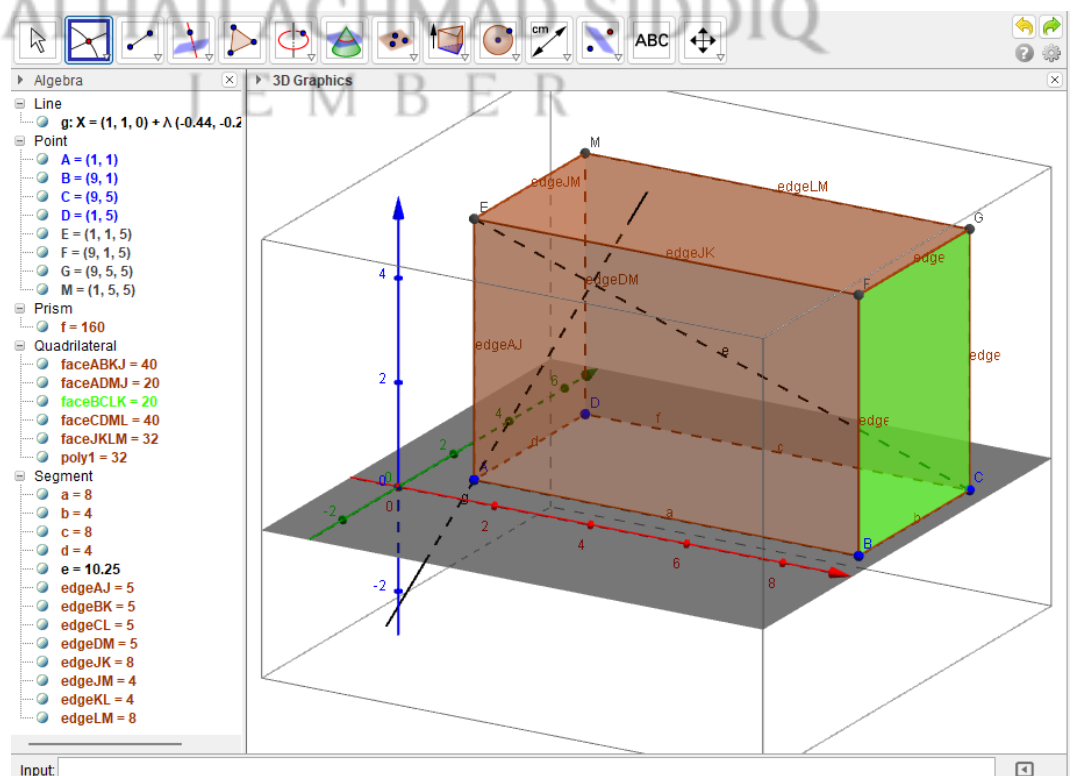 AL HAJI ACHMAD SIDDIQ
JEMBER
ABC
cm
Algebra
3D Graphics
Line
g: X = (1, 1, 0) + λ (-0.44, -0.2
Point
A = (1, 1)
B = (9, 1)
C = (9, 5)
D = (1, 5)
E = (1, 1, 5)
F = (9, 1, 5)
G = (9, 5, 5)
M = (1, 5, 5)
Prism
f = 160
Quadrilateral
faceABKJ = 40
faceADMJ = 20
faceBCLK = 20
faceCDML = 40
faceJKLM = 32
poly1 = 32
Segment
a = 8
b = 4
c = 8
d = 4
e = 10.25
edgeAJ = 5
edgeBK = 5
edgeCL = 5
edgeDM = 5
edgeJK = 8
edgeJM = 4
edgeKL = 4
edgeLM = 8
M
edgeJM
edgeLM
E
G
edgeJK
edge
4
edgeDM
F
edgeAJ
e
edge
2
6
4
D
f
edge
2
d
c
A
C
0
0
0
g
-2
2
a
b
4
B
6
8
-2
Input: